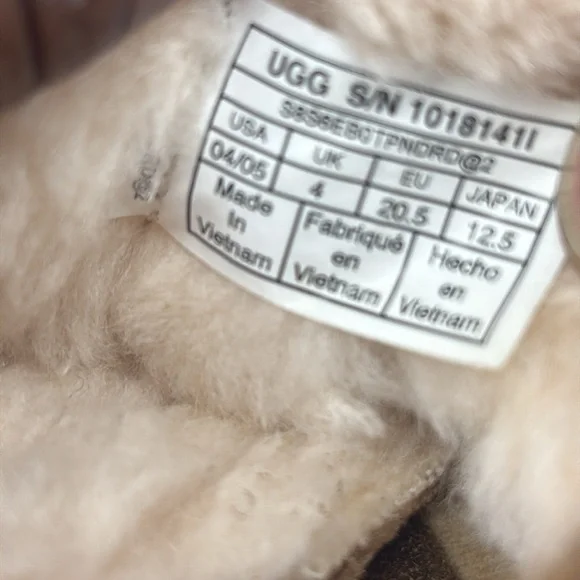 UGG S/N 1018141I
USA UK EU JAPAN
04/05 4 20.5 12.5
Made in Vietnam
Fabriqué en Vietnam
Hecho en Vietnam